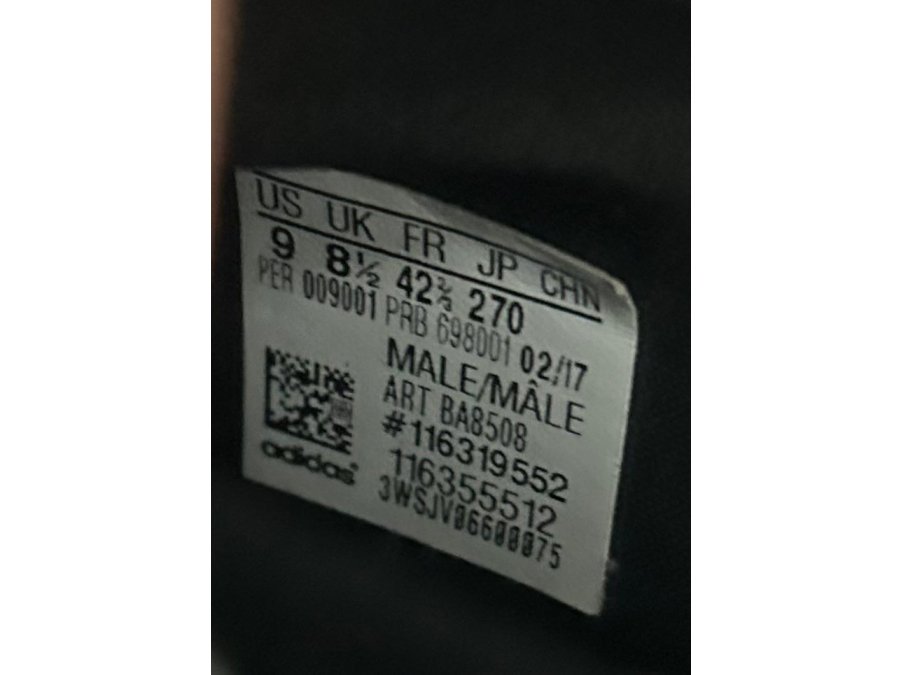 US UK FR JP CHN
9 8½ 42⅔ 270
PER 009001 PRB 698001 02/17
MALE/MÂLE
ART BA8508
#116319552
116355512
3WSJV06600075
adidas®